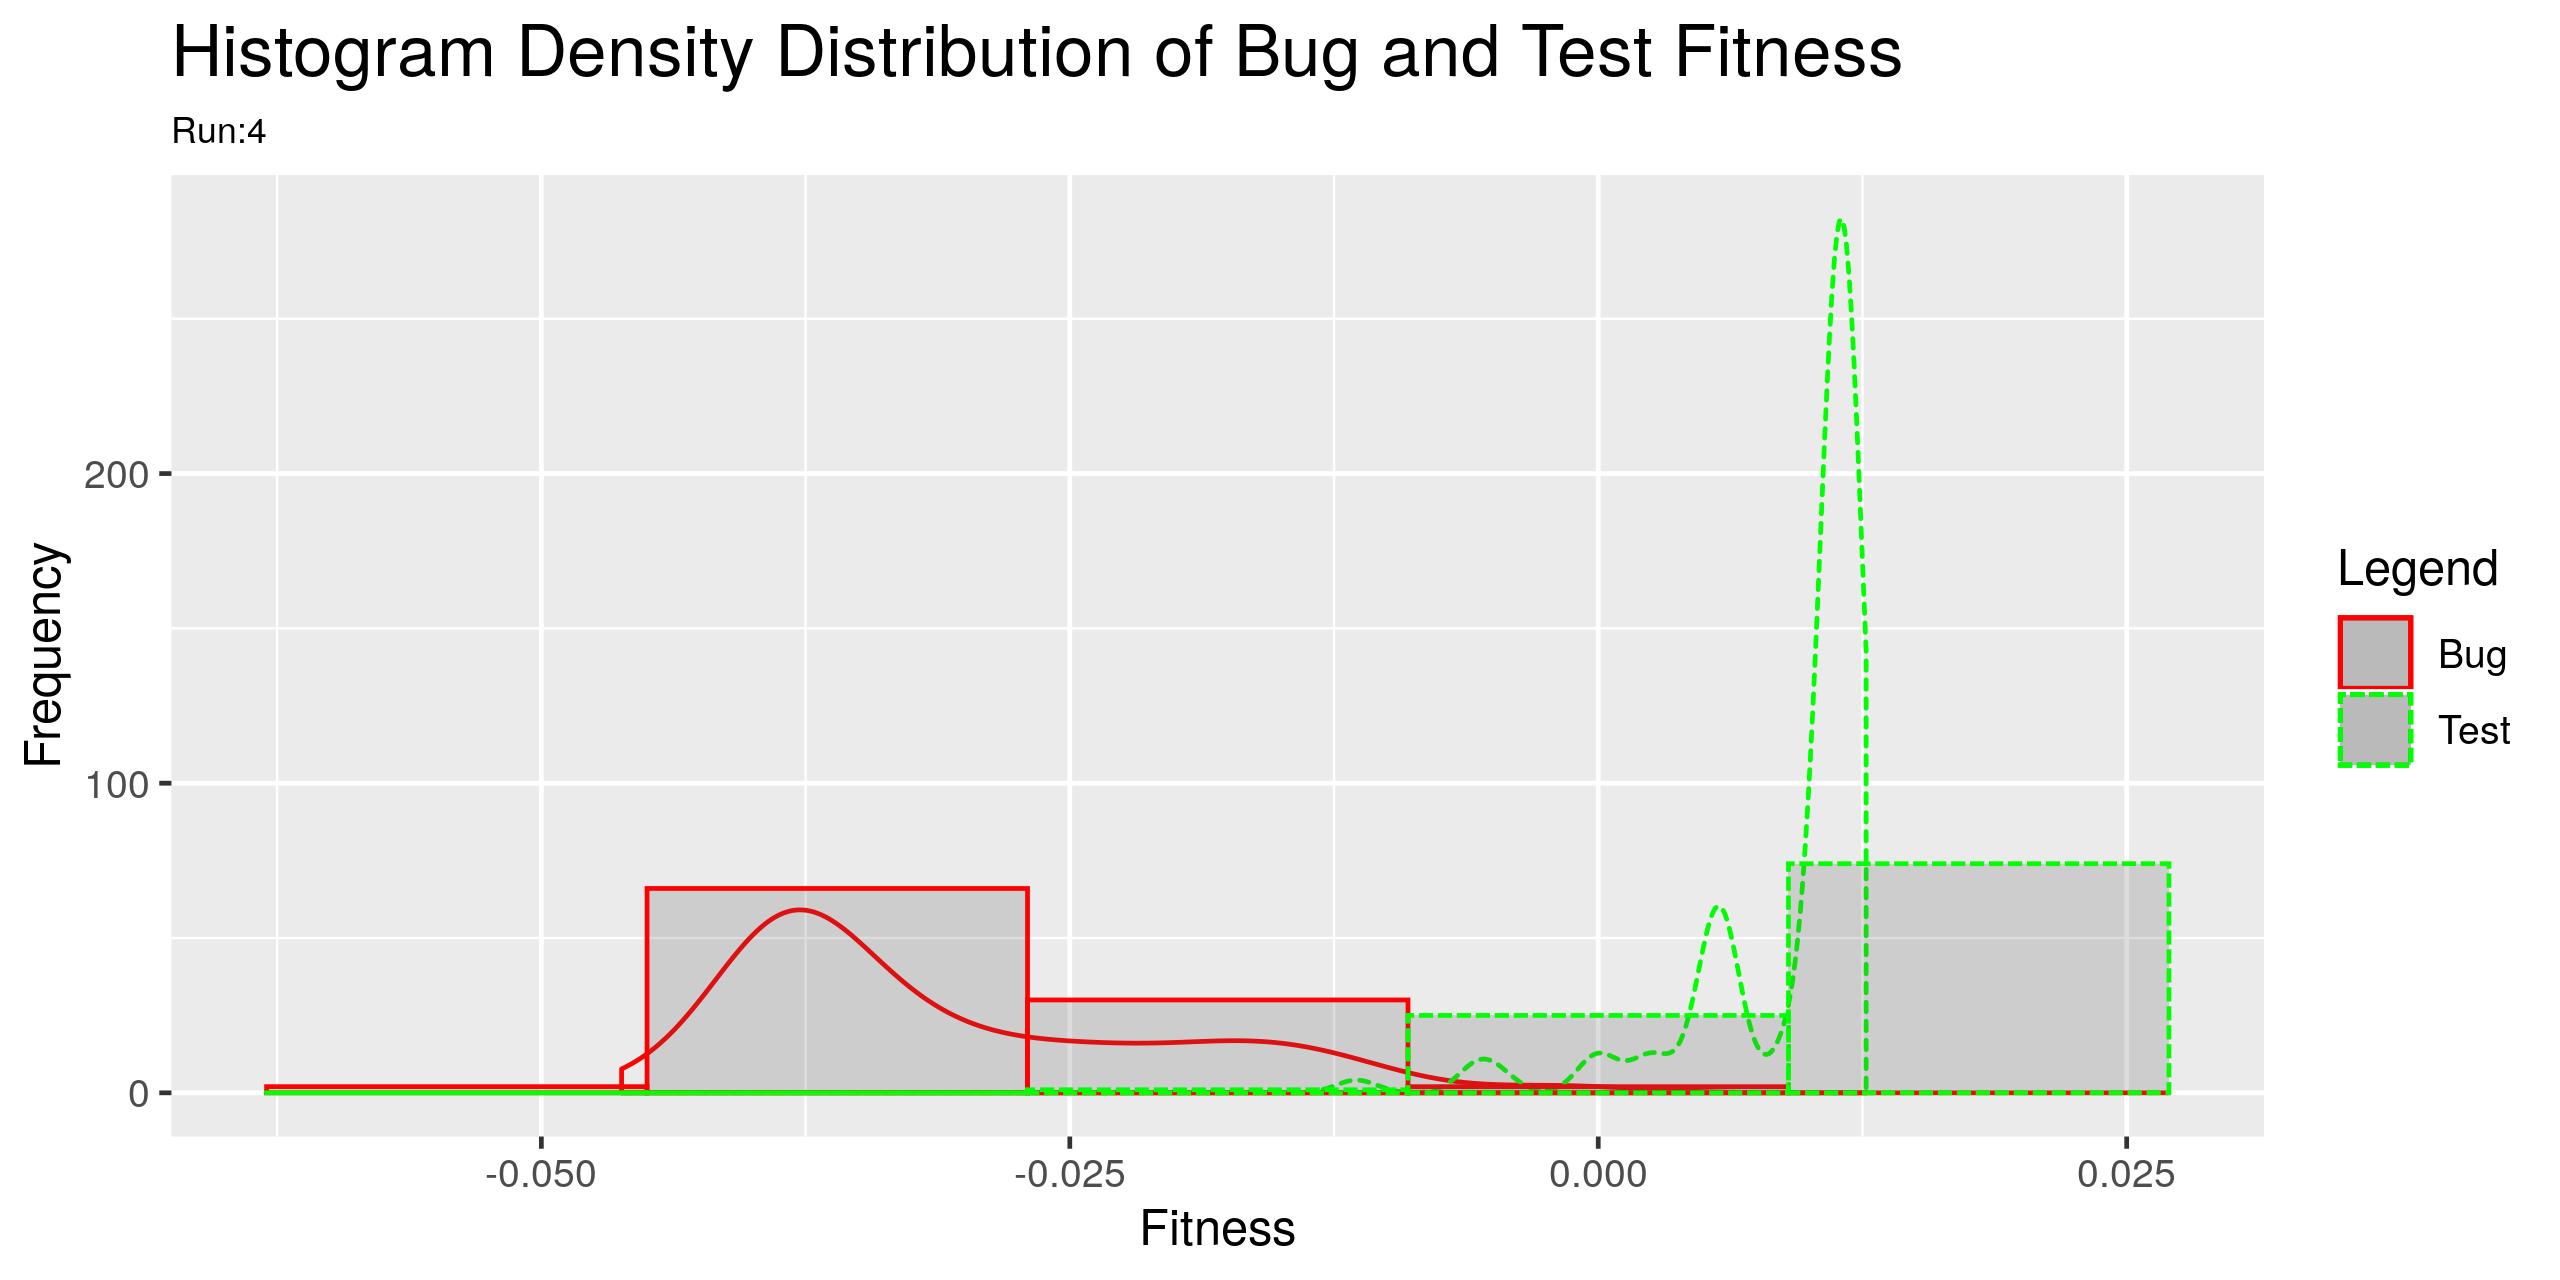 Histogram Density Distribution of Bug and Test Fitness
Run:4
Frequency
200
100
0
-0.050
-0.025
0.000
0.025
Fitness
Legend
Bug
Test